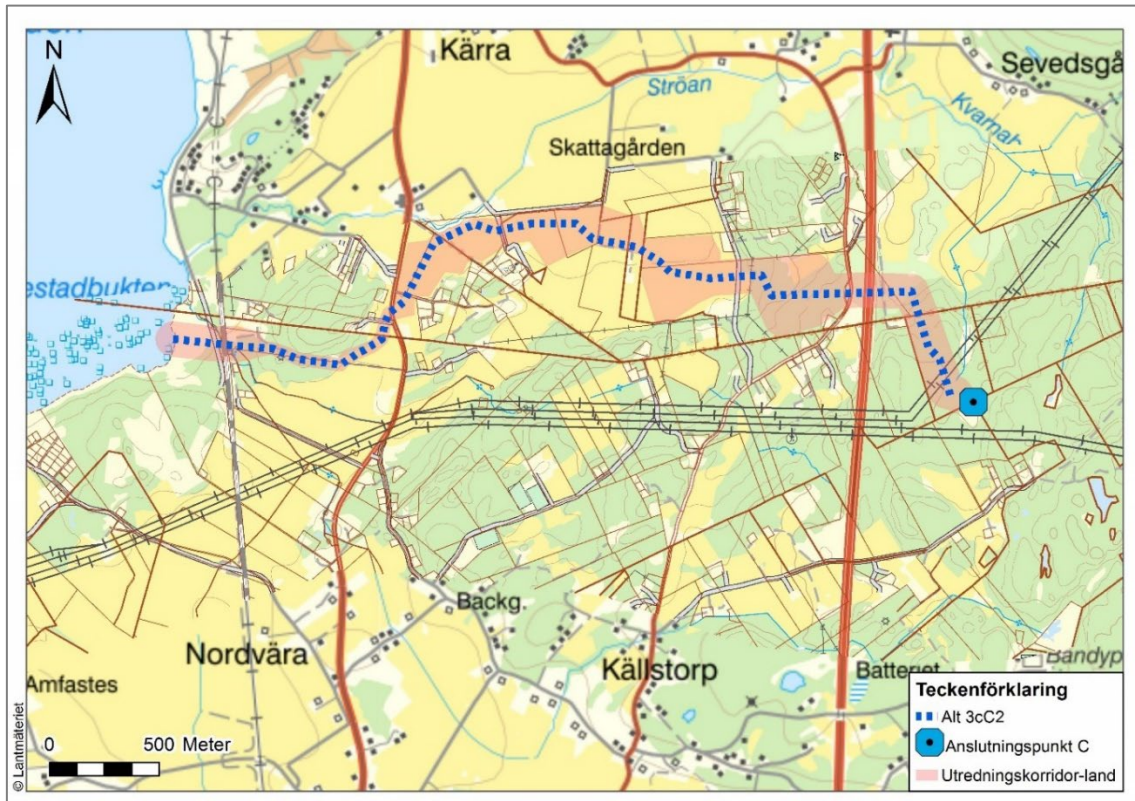 N
Kärra
Sevedsgå
Ströan
Kvarnab
Skattagården
estadbukten
Backg.
Nordvära
Källstorp
Amfastes
Batteriet
Bandyp
0 500 Meter
© Lantmäteriet
Teckenförklaring
Alt 3cC2
Anslutningspunkt C
Utredningskorridor-land